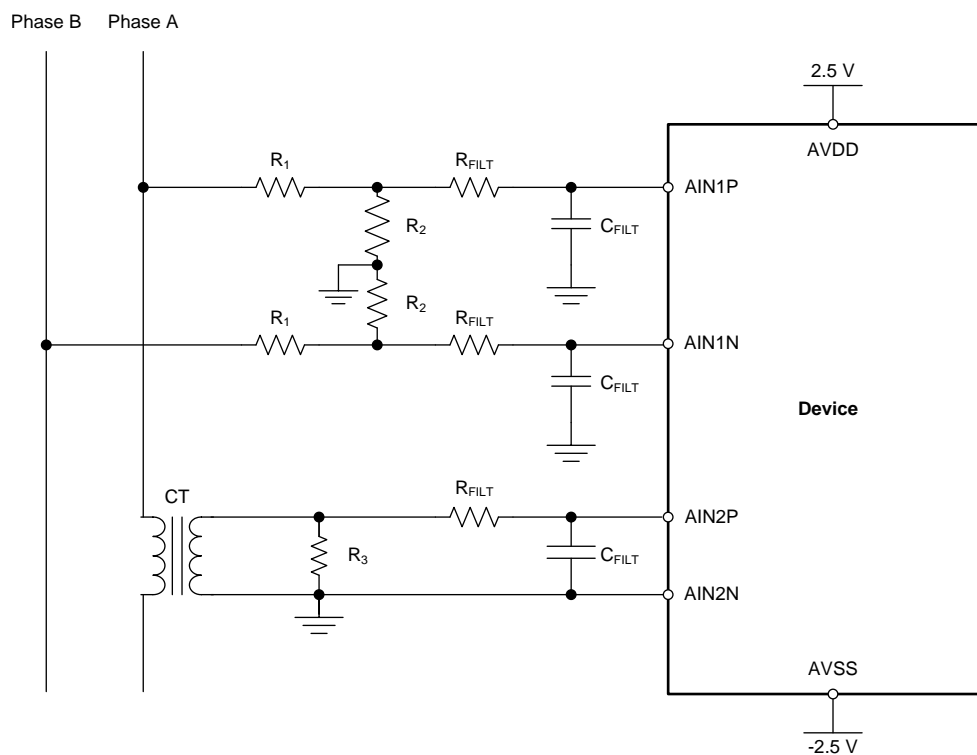 Phase B Phase A
2.5 V
AVDD
R1 RFILT AIN1P
R2 CFILT
R1 R2 RFILT AIN1N
CFILT
Device
CT RFILT AIN2P
R3 CFILT
AIN2N
AVSS
-2.5 V